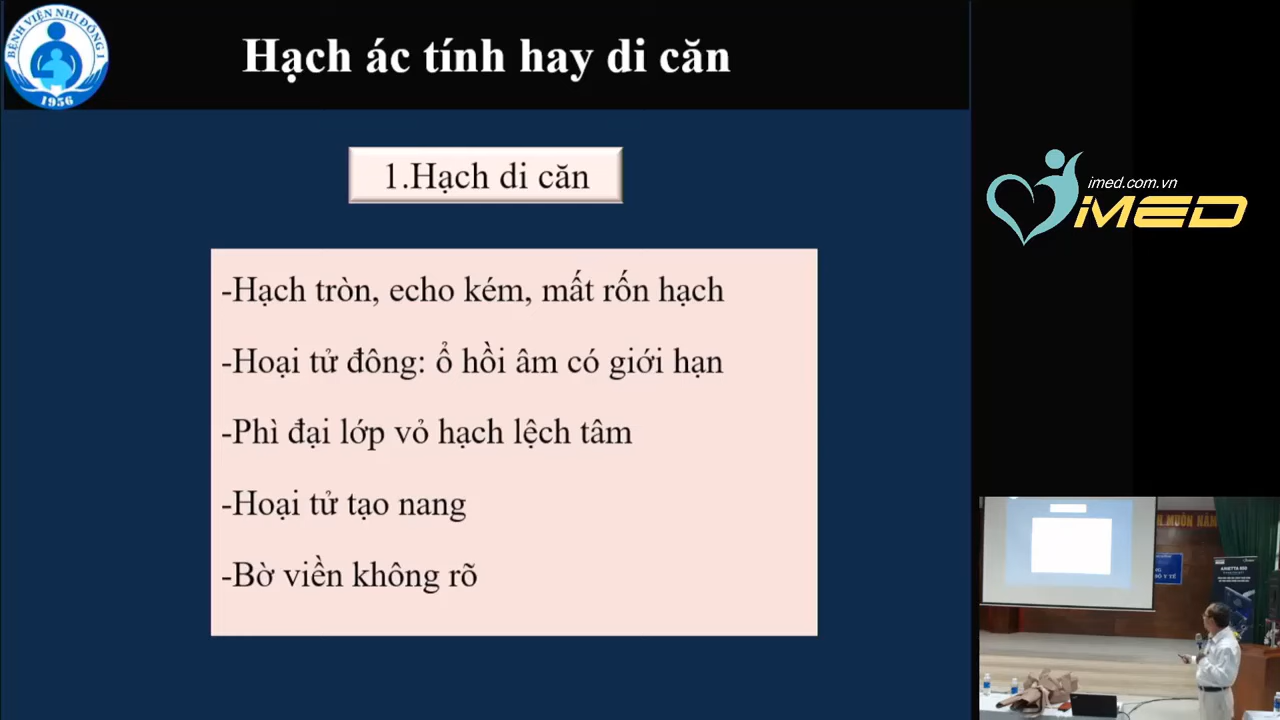 BỆNH VIỆN NHI ĐỒNG 1
1956
Hạch ác tính hay di căn
1.Hạch di căn
-Hạch tròn, echo kém, mất rốn hạch
-Hoại tử đông: ổ hồi âm có giới hạn
-Phì đại lớp vỏ hạch lệch tâm
-Hoại tử tạo nang
-Bờ viền không rõ
imed.com.vn
iMED
H MUÔN NĂM